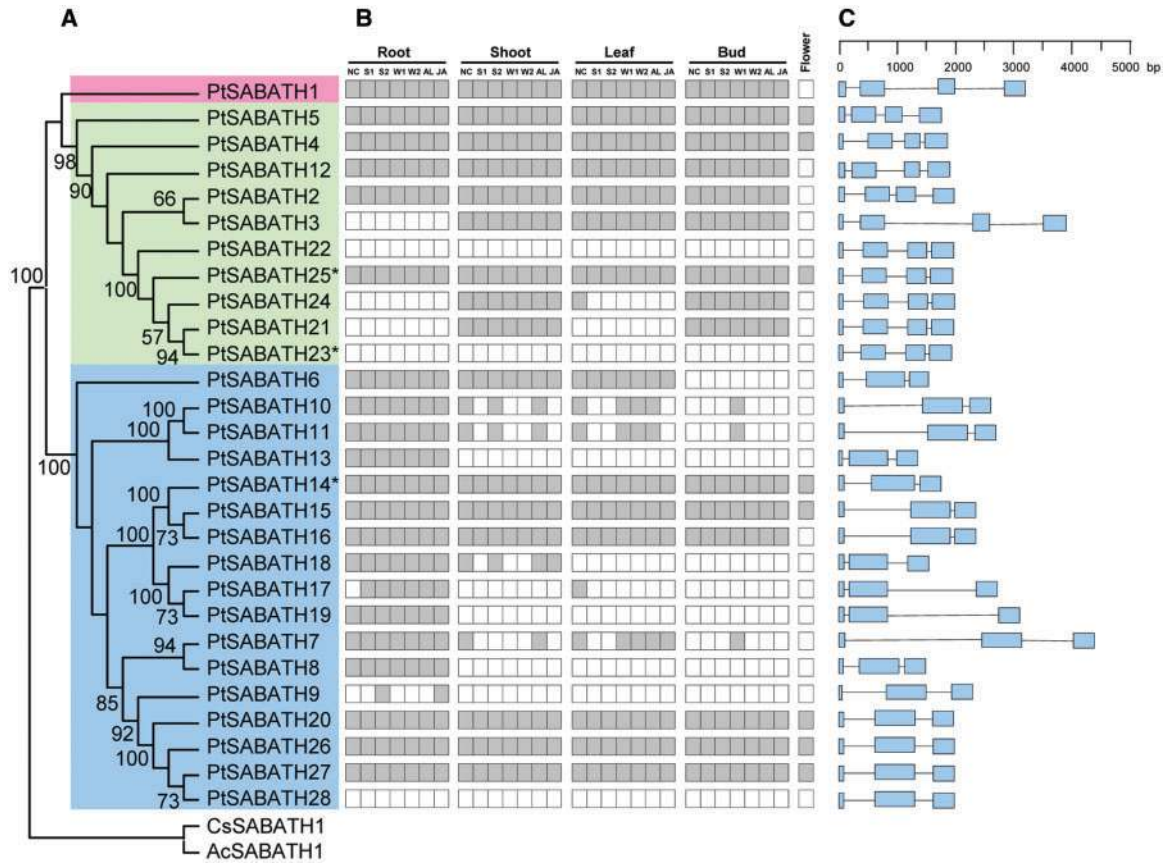 A B C
Root Shoot Leaf Bud Flower
NC S1 S2 W1 W2 AL JA NC S1 S2 W1 W2 AL JA NC S1 S2 W1 W2 AL JA NC S1 S2 W1 W2 AL JA
0 1000 2000 3000 4000 5000 bp
PtSABATH1
PtSABATH5
98 PtSABATH4
90 PtSABATH12
66 PtSABATH2
PtSABATH3
PtSABATH22
100 100 PtSABATH25*
PtSABATH24
57 PtSABATH21
94 PtSABATH23*
PtSABATH6
100 PtSABATH10
100 PtSABATH11
100 PtSABATH13
100 PtSABATH14*
PtSABATH15
100 73 PtSABATH16
PtSABATH18
100 PtSABATH17
73 PtSABATH19
94 PtSABATH7
PtSABATH8
85 PtSABATH9
92 PtSABATH20
100 PtSABATH26
PtSABATH27
73 PtSABATH28
CsSABATH1
AcSABATH1